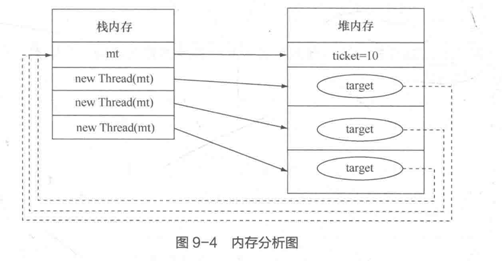 栈内存
堆内存
mt
ticket=10
new Thread(mt)
target
new Thread(mt)
target
new Thread(mt)
target
图 9-4 内存分析图